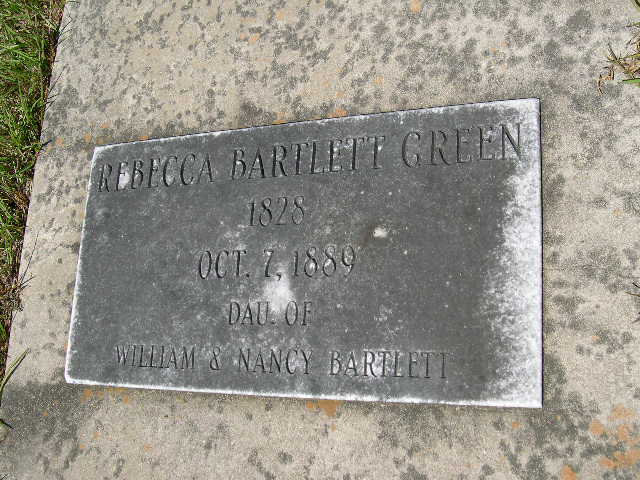 REBECCA BARTLETT GREEN
1828
OCT. 7, 1889
DAU. OF
WILLIAM & NANCY BARTLETT